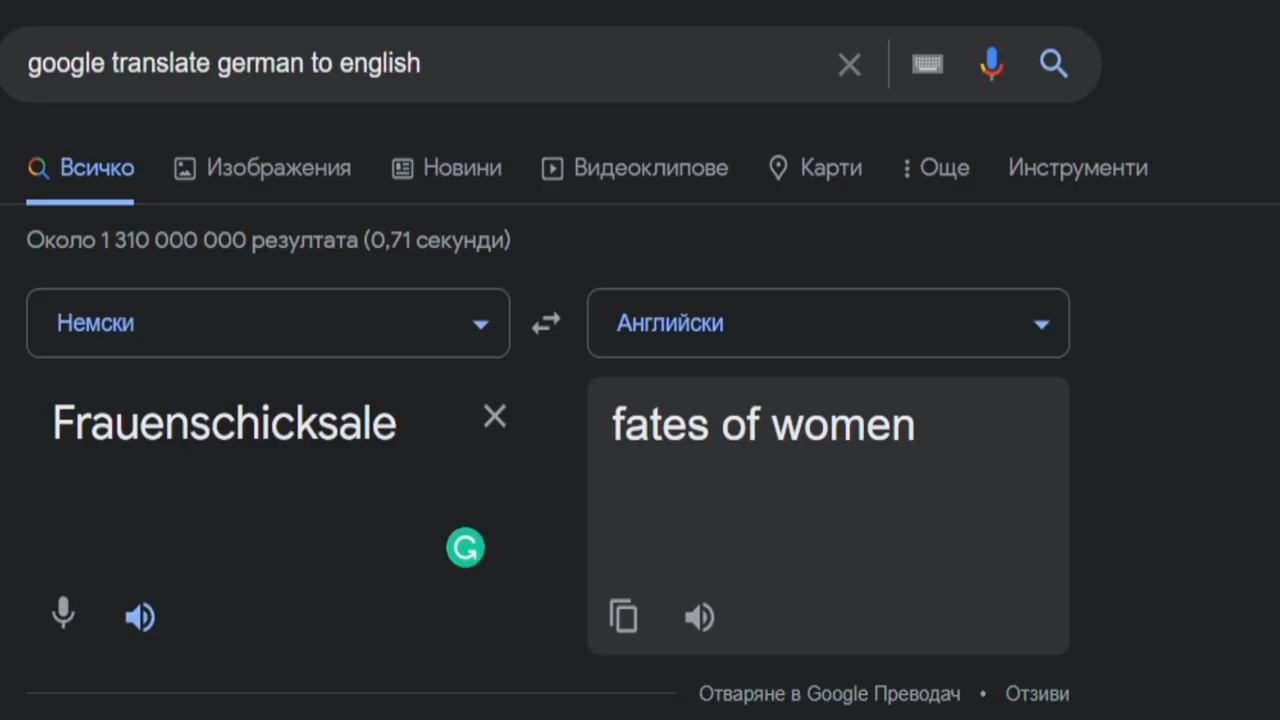 google translate german to english
Всичко Изображения Новини Видеоклипове Карти Още Инструменти
Около 1 310 000 000 резултата (0,71 секунди)
Немски Английски
Frauenschicksale fates of women
Отваряне в Google Преводач • Отзиви